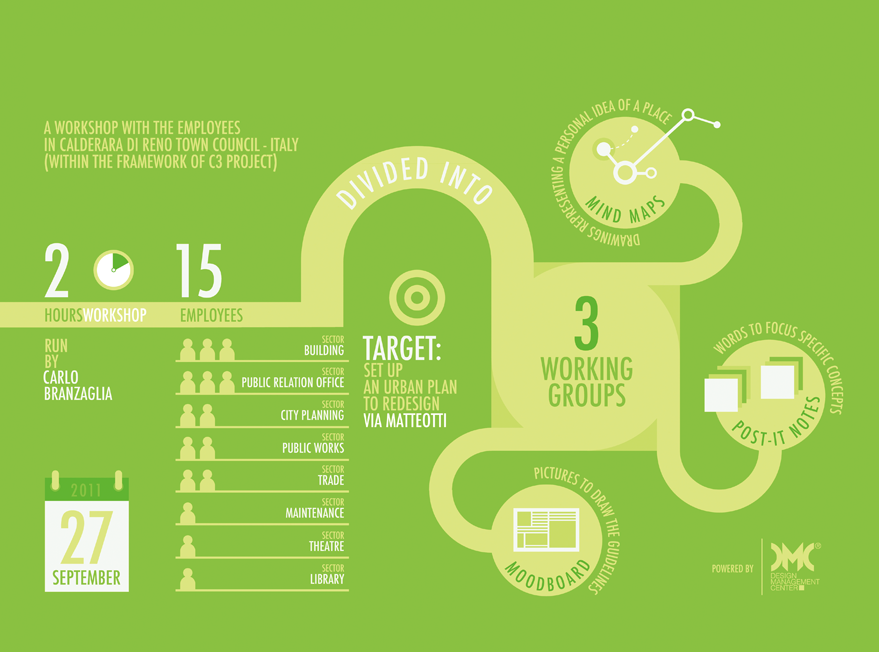 A WORKSHOP WITH THE EMPLOYEES
IN CALDERARA DI RENO TOWN COUNCIL - ITALY
(WITHIN THE FRAMEWORK OF C3 PROJECT)
2
HOURSWORKSHOP
15
EMPLOYEES
RUN
BY
CARLO
BRANZAGLIA
2011
27
SEPTEMBER
SECTOR
BUILDING
SECTOR
PUBLIC RELATION OFFICE
SECTOR
CITY PLANNING
SECTOR
PUBLIC WORKS
SECTOR
TRADE
SECTOR
MAINTENANCE
SECTOR
THEATRE
SECTOR
LIBRARY
DIVIDED INTO
TARGET:
SET UP
AN URBAN PLAN
TO REDESIGN
VIA MATTEOTTI
3
WORKING
GROUPS
DRAWINGS REPRESENTING A PERSONAL IDEA OF A PLACE
MIND MAPS
WORDS TO FOCUS SPECIFIC CONCEPTS
POST-IT NOTES
PICTURES TO DRAW THE GUIDELINES
MOODBOARD
POWERED BY
DMC®
DESIGN
MANAGEMENT
CENTER